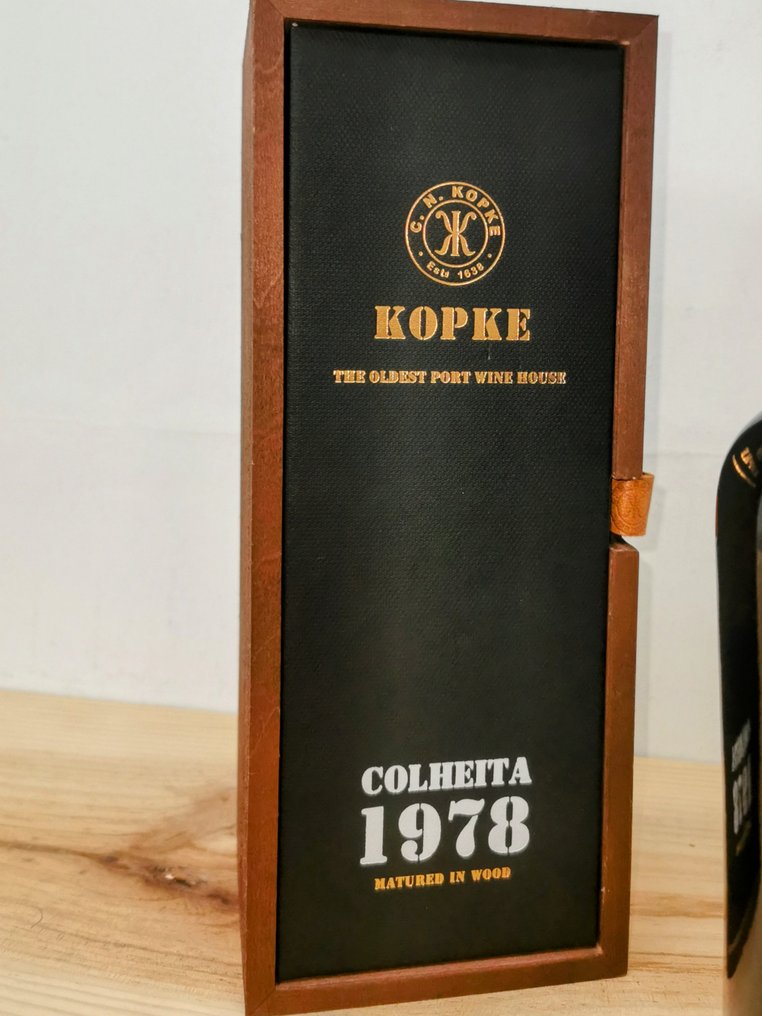 C. N. KOPKE
Estd 1638
KOPKE
THE OLDEST PORT WINE HOUSE
COLHEITA
1978
MATURED IN WOOD